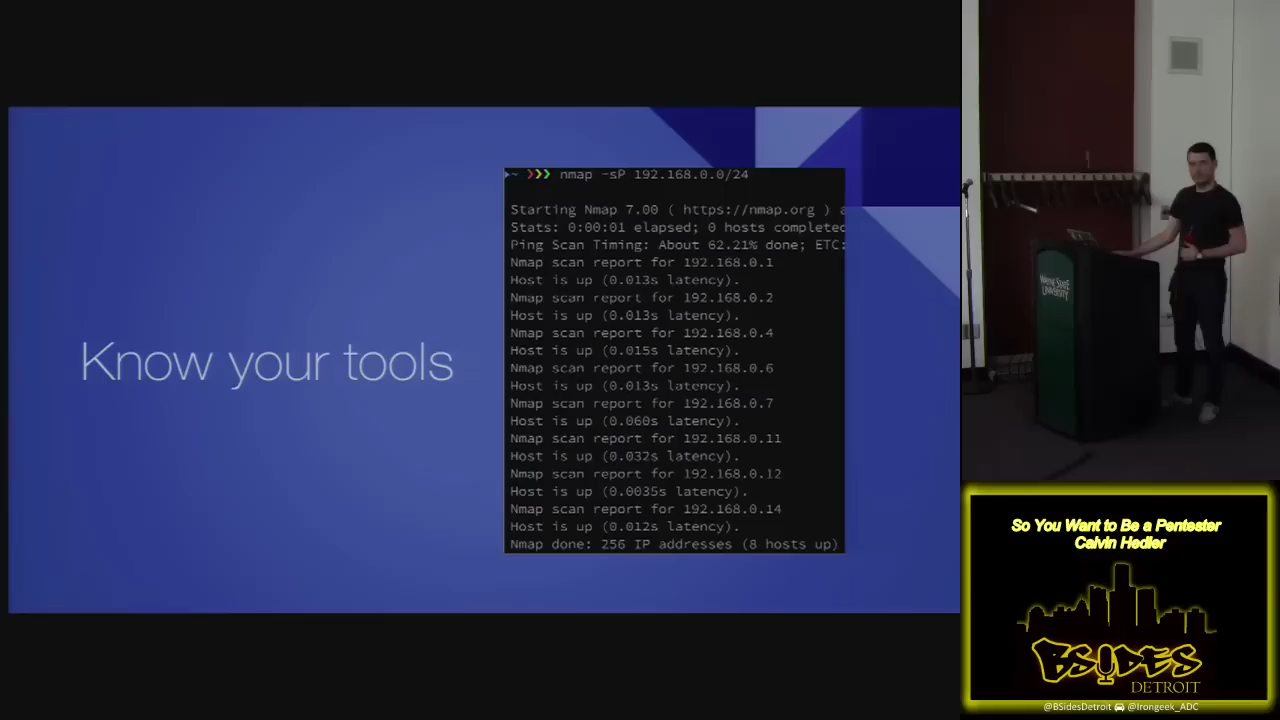 Know your tools
~ ❯❯❯ nmap -sP 192.168.0.0/24
Starting Nmap 7.00 ( https://nmap.org ) a
Stats: 0:00:01 elapsed; 0 hosts completed
Ping Scan Timing: About 62.21% done; ETC:
Nmap scan report for 192.168.0.1
Host is up (0.013s latency).
Nmap scan report for 192.168.0.2
Host is up (0.013s latency).
Nmap scan report for 192.168.0.4
Host is up (0.015s latency).
Nmap scan report for 192.168.0.6
Host is up (0.013s latency).
Nmap scan report for 192.168.0.7
Host is up (0.060s latency).
Nmap scan report for 192.168.0.11
Host is up (0.032s latency).
Nmap scan report for 192.168.0.12
Host is up (0.0035s latency).
Nmap scan report for 192.168.0.14
Host is up (0.012s latency).
Nmap done: 256 IP addresses (8 hosts up)
WAYNE STATE
UNIVERSITY
So You Want to Be a Pentester
Calvin Hedler
BSIDES
DETROIT
@BSidesDetroit @Irongeek_ADC